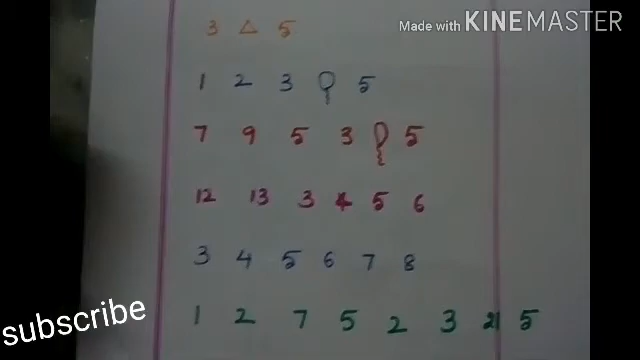 Made with KINEMASTER
3 Δ 5
1 2 3 5
7 9 5 3 5
12 13 3 4 5 6
3 4 5 6 7 8
1 2 7 5 2 3 21 5
subscribe